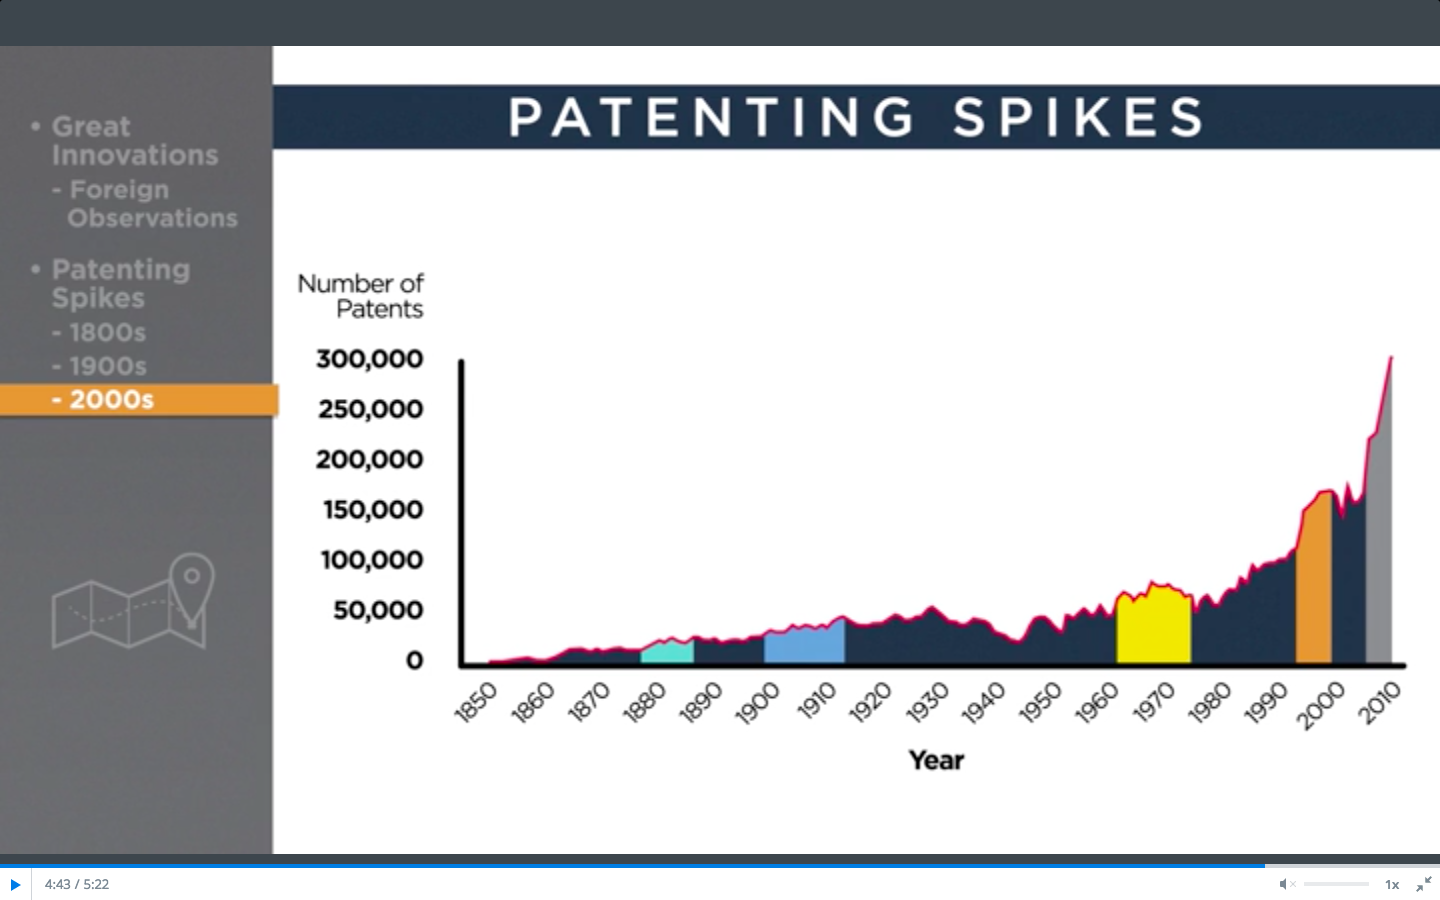 • Great
Innovations
- Foreign
Observations
• Patenting
Spikes
- 1800s
- 1900s
- 2000s
PATENTING SPIKES
Number of
Patents
300,000
250,000
200,000
150,000
100,000
50,000
0
1850 1860 1870 1880 1890 1900 1910 1920 1930 1940 1950 1960 1970 1980 1990 2000 2010
Year
4:43 / 5:22
1x